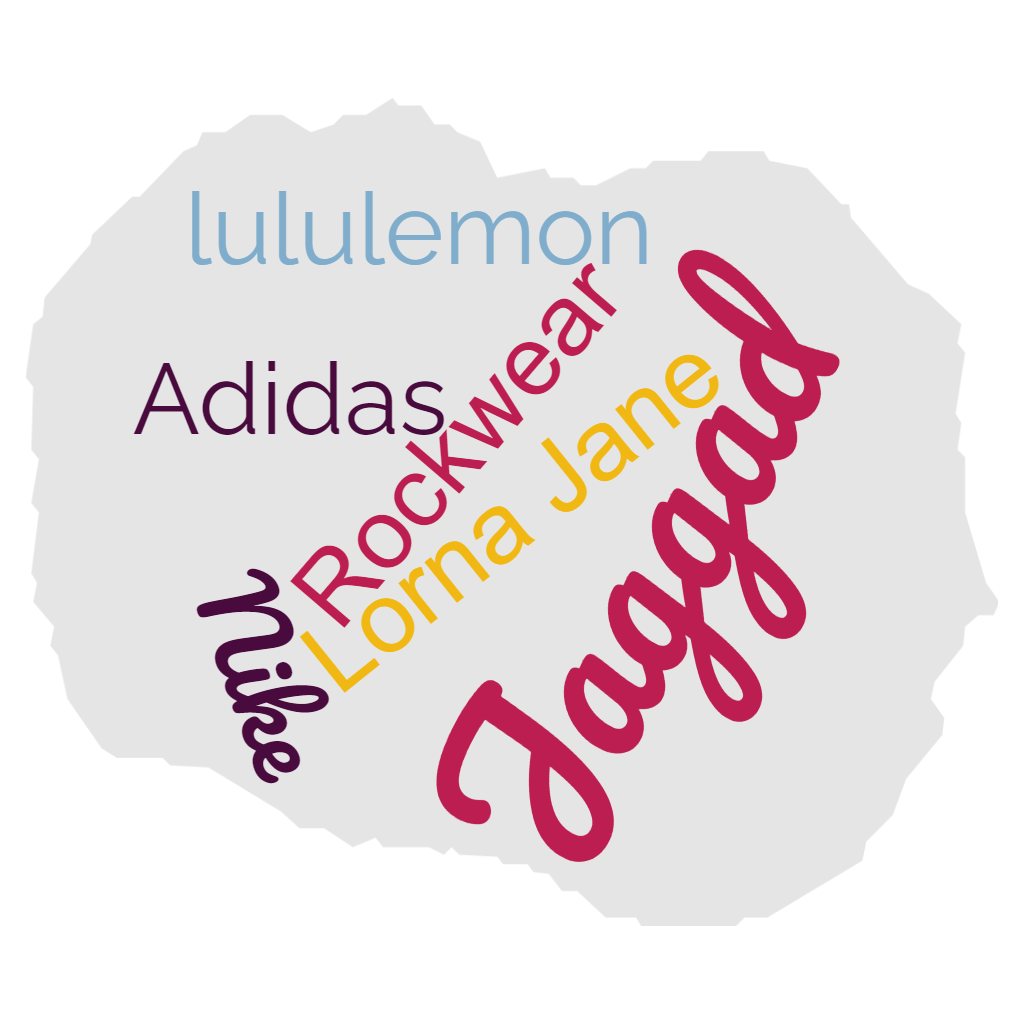 lululemon
Rockwear
Adidas
Lorna Jane
Jaggad
Nike